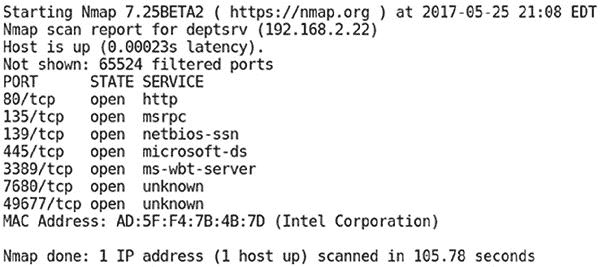 Starting Nmap 7.25BETA2 ( https://nmap.org ) at 2017-05-25 21:08 EDT
Nmap scan report for deptsrv (192.168.2.22)
Host is up (0.00023s latency).
Not shown: 65524 filtered ports
PORT      STATE SERVICE
80/tcp    open  http
135/tcp   open  msrpc
139/tcp   open  netbios-ssn
445/tcp   open  microsoft-ds
3389/tcp  open  ms-wbt-server
7680/tcp  open  unknown
49677/tcp open  unknown
MAC Address: AD:5F:F4:7B:4B:7D (Intel Corporation)
Nmap done: 1 IP address (1 host up) scanned in 105.78 seconds